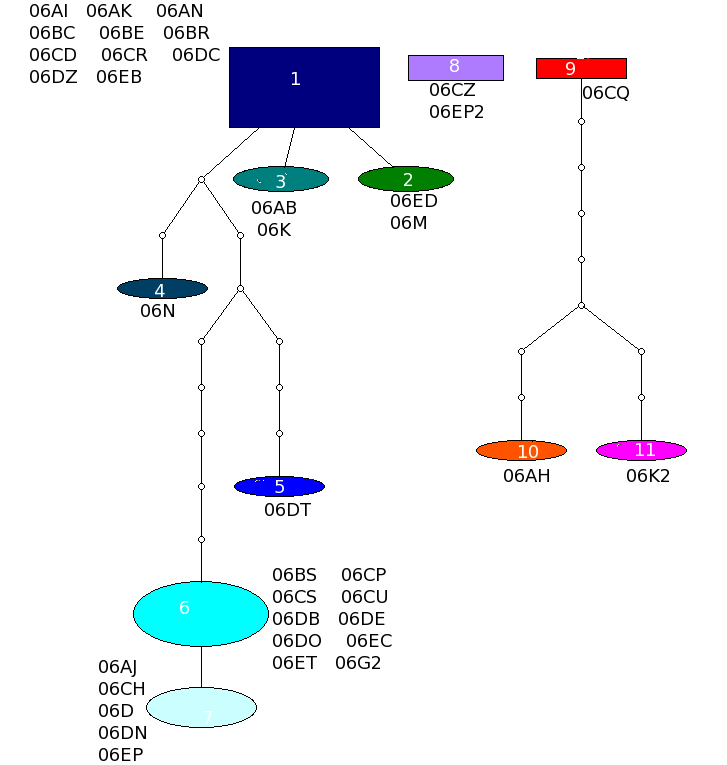 06AI 06AK 06AN
06BC 06BE 06BR
06CD 06CR 06DC
06DZ 06EB
1
8
06CZ
06EP2
9
06CQ
3
06AB
06K
2
06ED
06M
4
06N
5
06DT
10
06AH
11
06K2
6
06BS 06CP
06CS 06CU
06DB 06DE
06DO 06EC
06ET 06G2
7
06AJ
06CH
06D
06DN
06EP